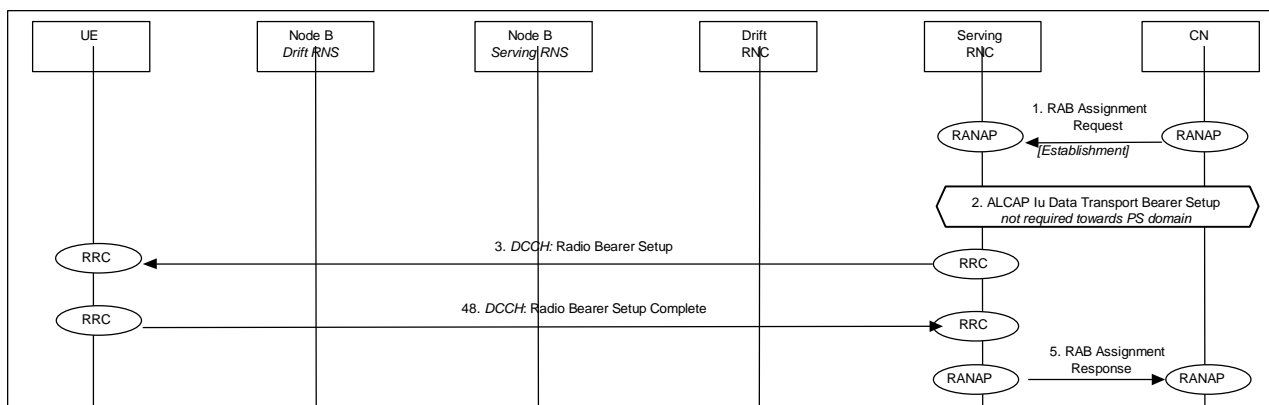 UE
Node B
Drift RNS
Node B
Serving RNS
Drift
RNC
Serving
RNC
CN
1. RAB Assignment
Request
[Establishment]
RANAP
RANAP
2. ALCAP Iu Data Transport Bearer Setup
not required towards PS domain
3. DCCH: Radio Bearer Setup
RRC
RRC
48. DCCH: Radio Bearer Setup Complete
RRC
RRC
5. RAB Assignment
Response
RANAP
RANAP